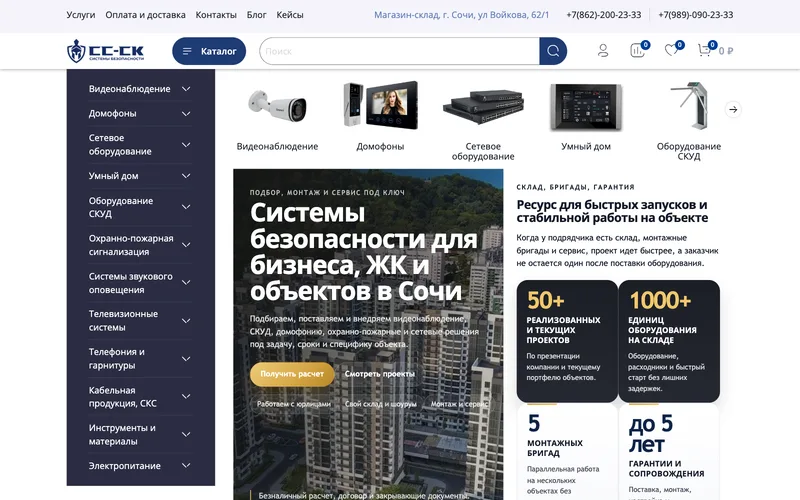 Услуги Оплата и доставка Контакты Блог Кейсы Магазин-склад, г. Сочи, ул Войкова, 62/1 +7(862)-200-23-33 +7(989)-090-23-33
СС-СК
СИСТЕМЫ БЕЗОПАСНОСТИ
Каталог
Поиск
0
0
0
0 ₽
Видеонаблюдение
Домофоны
Сетевое
оборудование
Умный дом
Оборудование
СКУД
Охранно-пожарная
сигнализация
Системы звукового
оповещения
Телевизионные
системы
Телефония и
гарнитуры
Кабельная
продукция, СКС
Инструменты и
материалы
Электропитание
Видеонаблюдение
Домофоны
Сетевое
оборудование
Умный дом
Оборудование
СКУД
ПОДБОР, МОНТАЖ И СЕРВИС ПОД КЛЮЧ
Системы
безопасности для
бизнеса, ЖК и
объектов в Сочи
Подбираем, поставляем и внедряем видеонаблюдение,
СКУД, домофонию, охранно-пожарные и сетевые решения
под задачу, сроки и специфику объекта.
Получить расчет
Смотреть проекты
Работаем с юрлицами Свой склад и шоурум Монтаж и сервис
Безналичный расчет, договор и закрывающие документы.
СКЛАД, БРИГАДЫ, ГАРАНТИЯ
Ресурс для быстрых запусков и
стабильной работы на объекте
Когда у подрядчика есть склад, монтажные
бригады и сервис, проект идет быстрее, а заказчик
не остается один после поставки оборудования.
50+
РЕАЛИЗОВАННЫХ
И ТЕКУЩИХ
ПРОЕКТОВ
По презентации
компании и текущему
портфелю объектов.
1000+
ЕДИНИЦ
ОБОРУДОВАНИЯ
НА СКЛАДЕ
Оборудование,
расходники и быстрый
старт без лишних
задержек.
5
МОНТАЖНЫХ
БРИГАД
Параллельная работа
на нескольких
объектах без
до 5
лет
ГАРАНТИИ И
СОПРОВОЖДЕНИЯ
Поставка, монтаж,